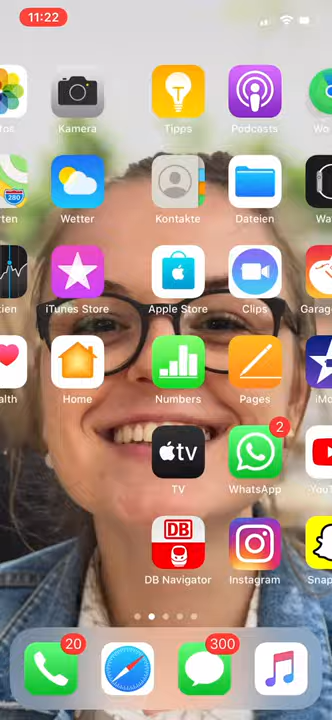 11:22
Kamera
Tipps
Podcasts
Wetter
Kontakte
Dateien
280
iTunes Store
Apple Store
Clips
Home
Numbers
Pages
tv
TV
2
WhatsApp
DB
DB Navigator
Instagram
20
300